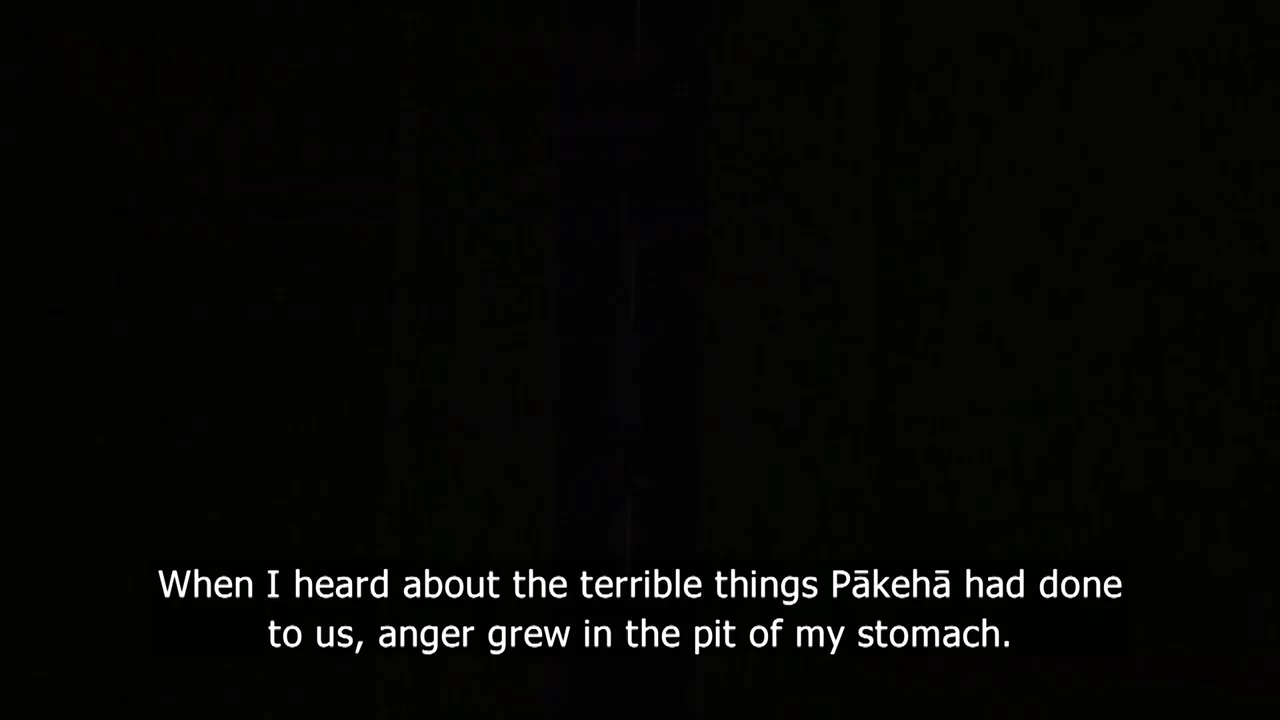 When I heard about the terrible things Pākehā had done
to us, anger grew in the pit of my stomach.